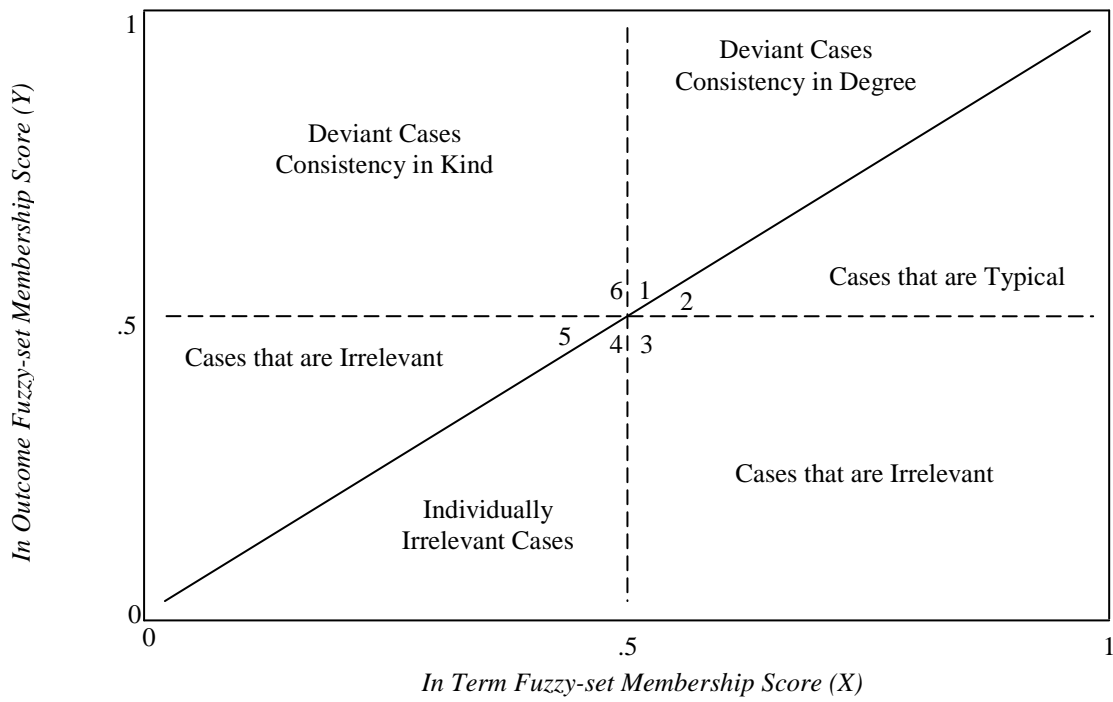 1
In Outcome Fuzzy-set Membership Score (Y)
Deviant Cases
Consistency in Degree
Deviant Cases
Consistency in Kind
Cases that are Typical
6 1
2
.5
5
4 3
Cases that are Irrelevant
Cases that are Irrelevant
Individually
Irrelevant Cases
0
0
.5
1
In Term Fuzzy-set Membership Score (X)